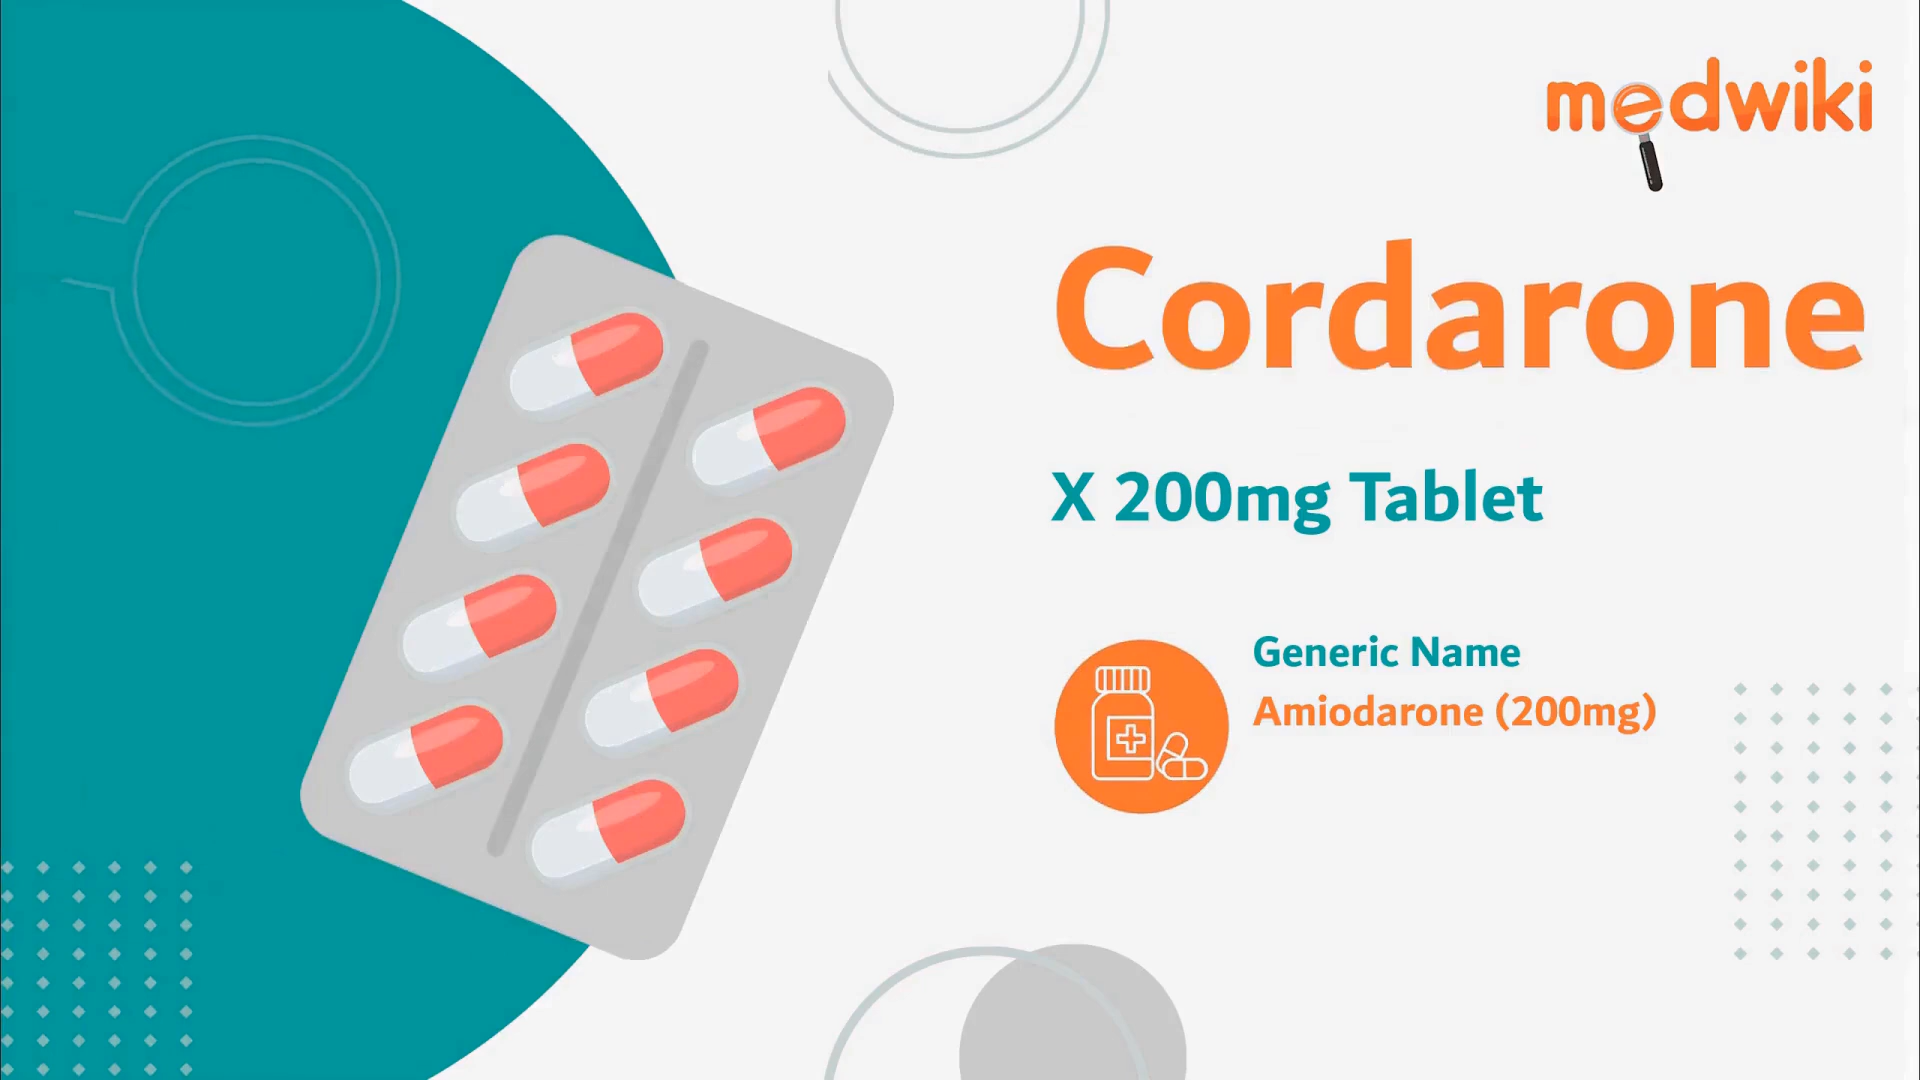 medwiki
Cordarone
X 200mg Tablet
Generic Name
Amiodarone (200mg)